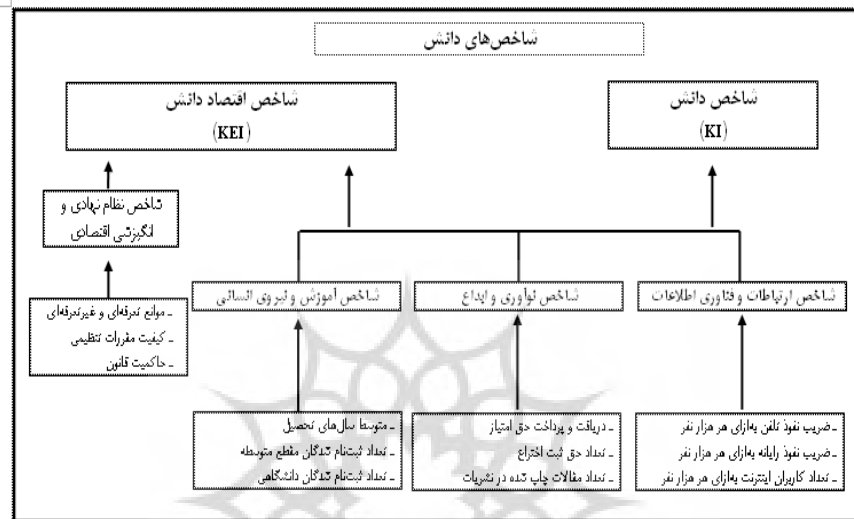 شاخص‌های دانش
شاخص دانش
(KI)
شاخص اقتصاد دانش
(KEI)
شاخص نظام نهادی و
انگیزشی اقتصادی
شاخص ارتباطات و فناوری اطلاعات
شاخص نوآوری و ابداع
شاخص آموزش و نیروی انسانی
ـ موانع تعرفه‌ای و غیرتعرفه‌ای
ـ کیفیت مقررات تنظیمی
ـ حاکمیت قانون
ـ ضریب نفوذ تلفن به‌ازای هر هزار نفر
ـ ضریب نفوذ رایانه به‌ازای هر هزار نفر
ـ تعداد کاربران اینترنت به‌ازای هر هزار نفر
ـ دریافت و پرداخت حق امتیاز
ـ تعداد حق ثبت اختراع
ـ تعداد مقالات چاپ شده در نشریات
ـ متوسط سال‌های تحصیل
ـ تعداد ثبت‌نام کنندگان مقطع متوسطه
ـ تعداد ثبت‌نام کنندگان دانشگاهی